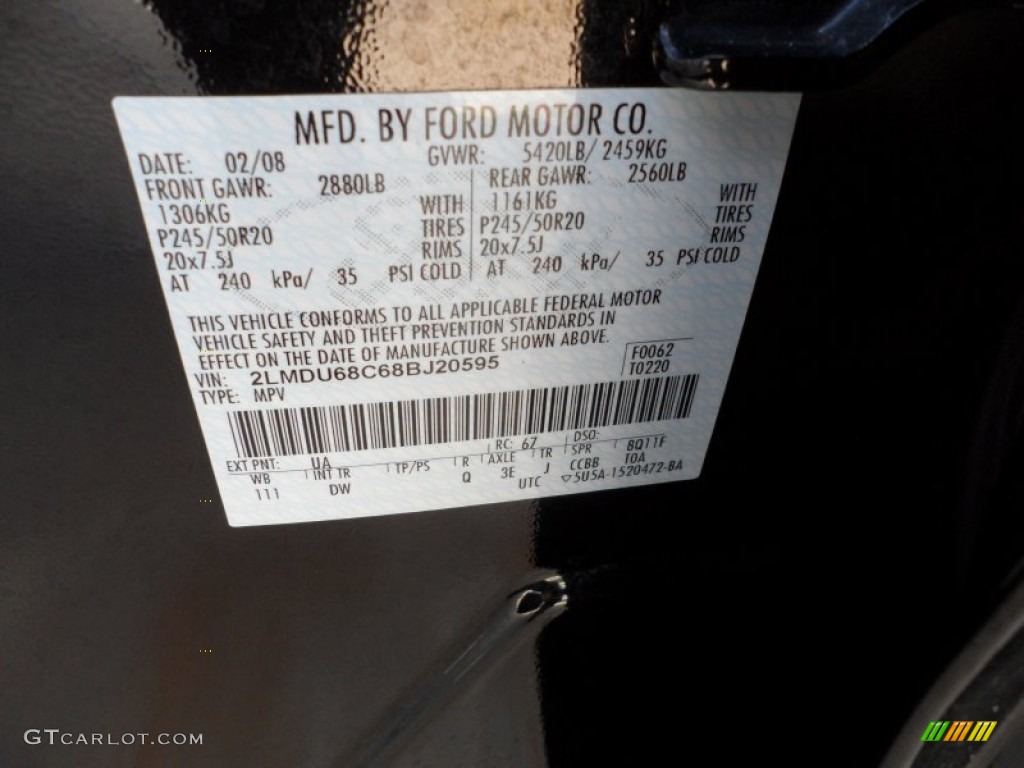 MFD. BY FORD MOTOR CO.
DATE: 02/08 GVWR: 5420LB/ 2459KG
FRONT GAWR: 2880LB REAR GAWR: 2560LB
1306KG WITH 1161KG WITH
P245/50R20 TIRES P245/50R20 TIRES
20x7.5J RIMS 20x7.5J RIMS
AT 240 kPa/ 35 PSI COLD AT 240 kPa/ 35 PSI COLD
THIS VEHICLE CONFORMS TO ALL APPLICABLE FEDERAL MOTOR
VEHICLE SAFETY AND THEFT PREVENTION STANDARDS IN
EFFECT ON THE DATE OF MANUFACTURE SHOWN ABOVE.
VIN: 2LMDU68C68BJ20595 F0062
TYPE: MPV T0220
EXT PNT: UA RC: 67 DSO:
WB INT TR TP/PS R AXLE TR SPR BQ11F
111 DW Q 3E J CCBB T0A
UTC ▽5U5A-1520472-BA
GTCARLOT.COM